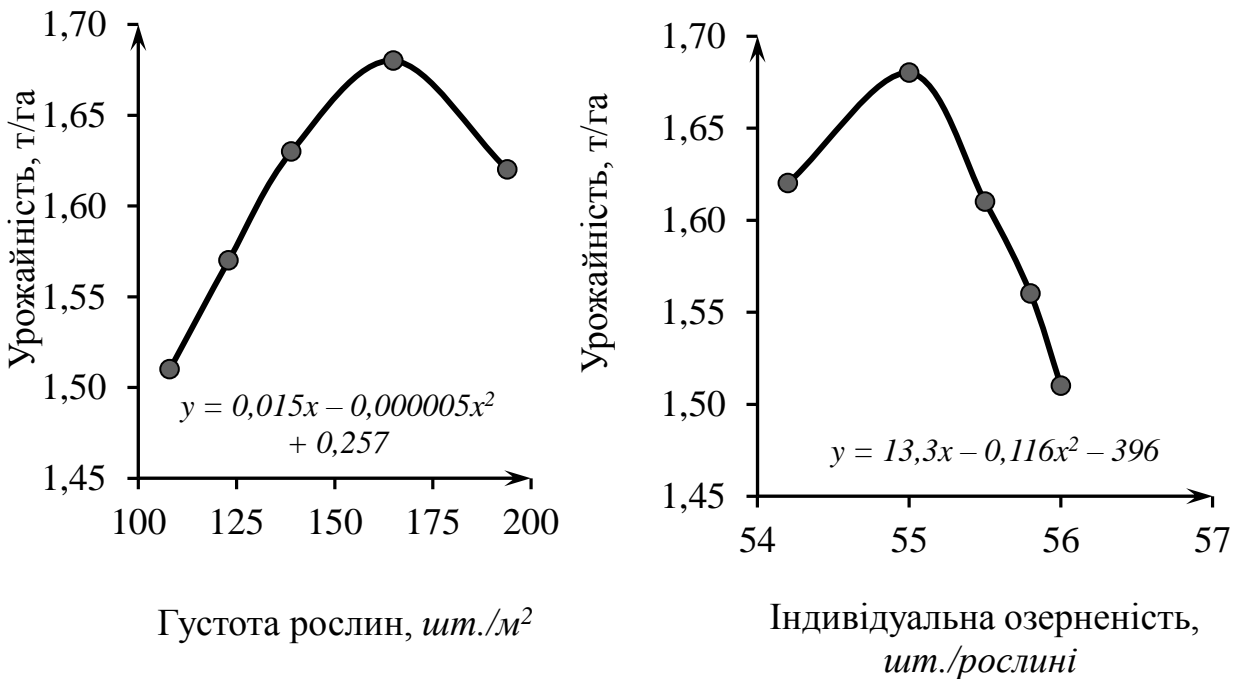 Урожайність, т/га
1,70
1,65
1,60
1,55
1,50
1,45
100 125 150 175 200
y = 0,015x – 0,000005x²
+ 0,257
Густота рослин, шт./м²
Урожайність, т/га
1,70
1,65
1,60
1,55
1,50
1,45
54 55 56 57
y = 13,3x – 0,116x² – 396
Індивідуальна озерненість,
шт./рослині